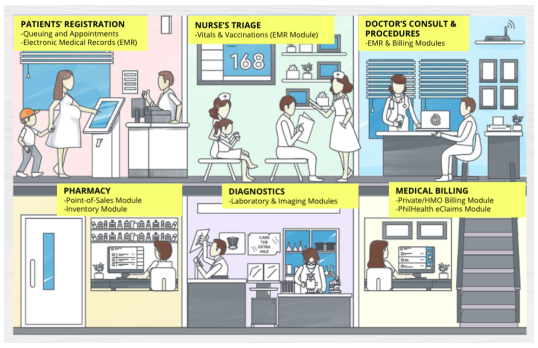 PATIENTS' REGISTRATION
-Queuing and Appointments
-Electronic Medical Records (EMR)
NURSE'S TRIAGE
-Vitals & Vaccinations (EMR Module)
168
DOCTOR'S CONSULT &
PROCEDURES
-EMR & Billing Modules
PHARMACY
-Point-of-Sales Module
-Inventory Module
DIAGNOSTICS
-Laboratory & Imaging Modules
CARE
THE
EXTRA
MILE
MEDICAL BILLING
-Private/HMO Billing Module
-PhilHealth eClaims Module